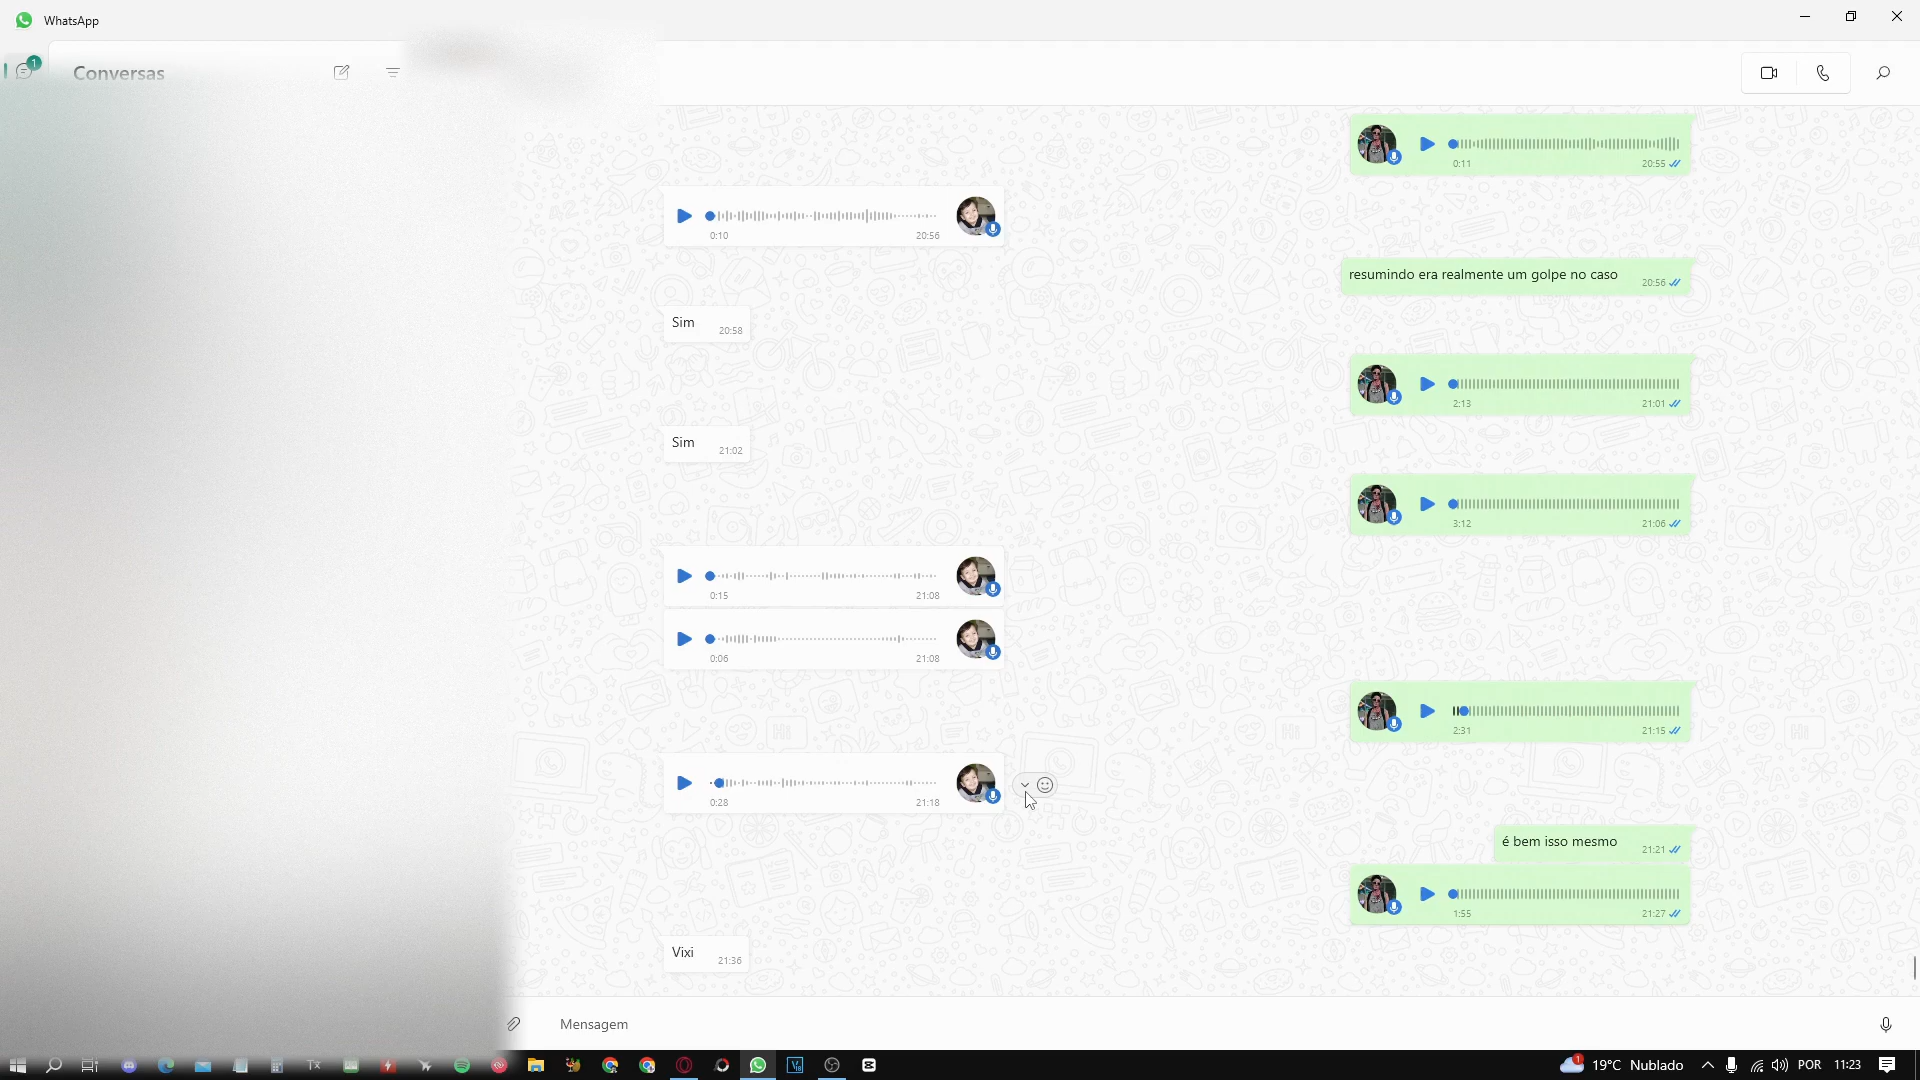 WhatsApp
1
Conversas
0:11 20:55
0:10 20:56
resumindo era realmente um golpe no caso 20:56
Sim 20:58
2:13 21:01
Sim 21:02
3:12 21:06
0:15 21:08
0:06 21:08
2:31 21:15
0:28 21:18
é bem isso mesmo 21:21
1:55 21:27
Vixi 21:36
Mensagem
1 19°C Nublado POR 11:23